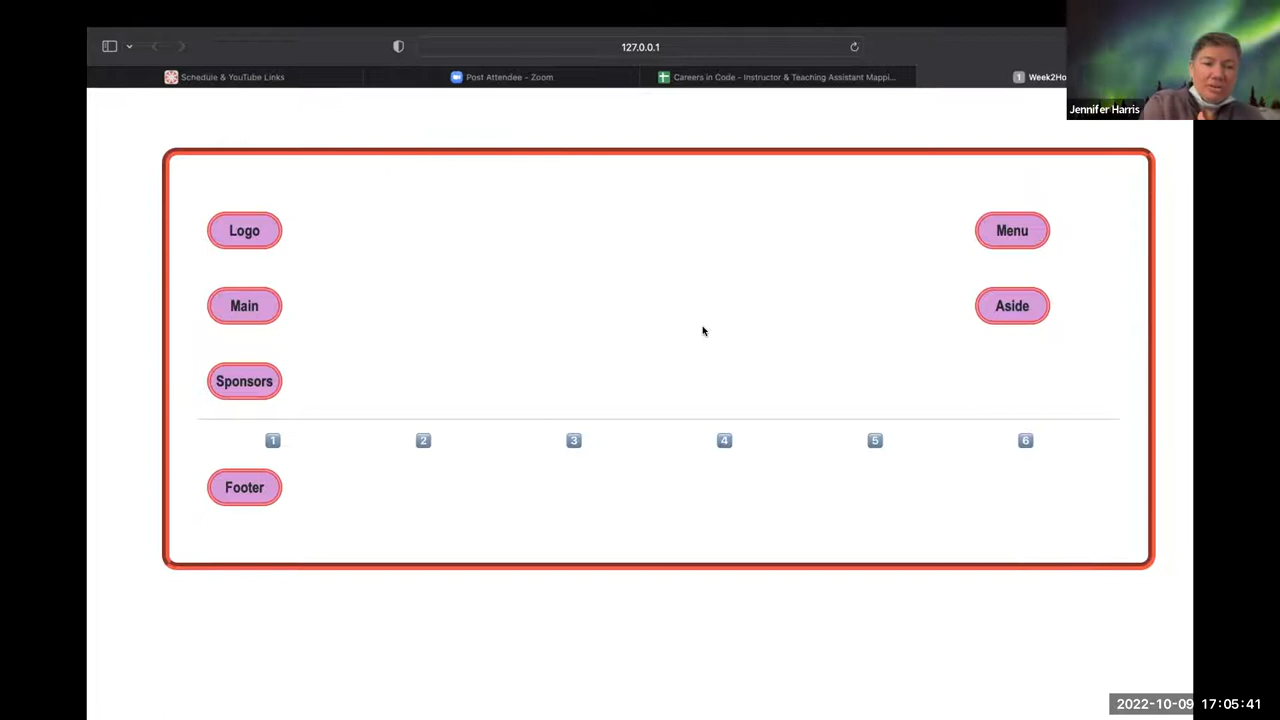 127.0.0.1
Schedule & YouTube Links
Post Attendee - Zoom
Careers in Code - Instructor & Teaching Assistant Mappi...
1 Week2Ho
Jennifer Harris
Logo
Menu
Main
Aside
Sponsors
1 2 3 4 5 6
Footer
2022-10-09 17:05:41